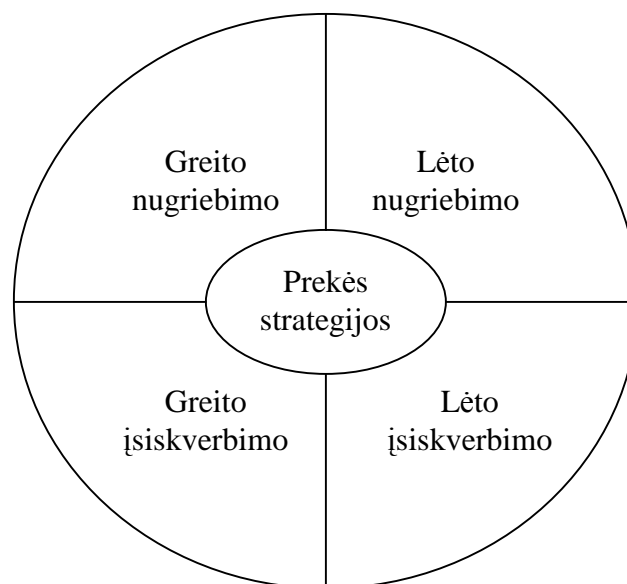 Greito
nugriebimo
Lėto
nugriebimo
Prekės
strategijos
Greito
įsiskverbimo
Lėto
įsiskverbimo